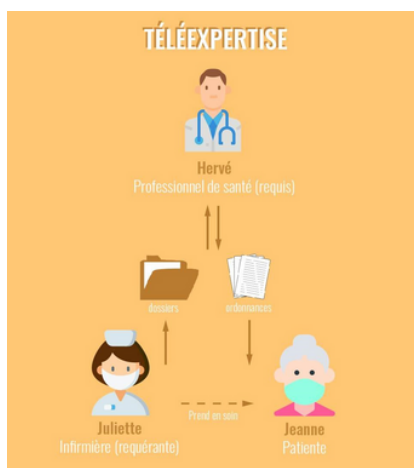 TÉLÉEXPERTISE
Hervé
Professionnel de santé (requis)
dossiers
ordonnances
Prend en soin
Juliette
Infirmière (requérante)
Jeanne
Patiente